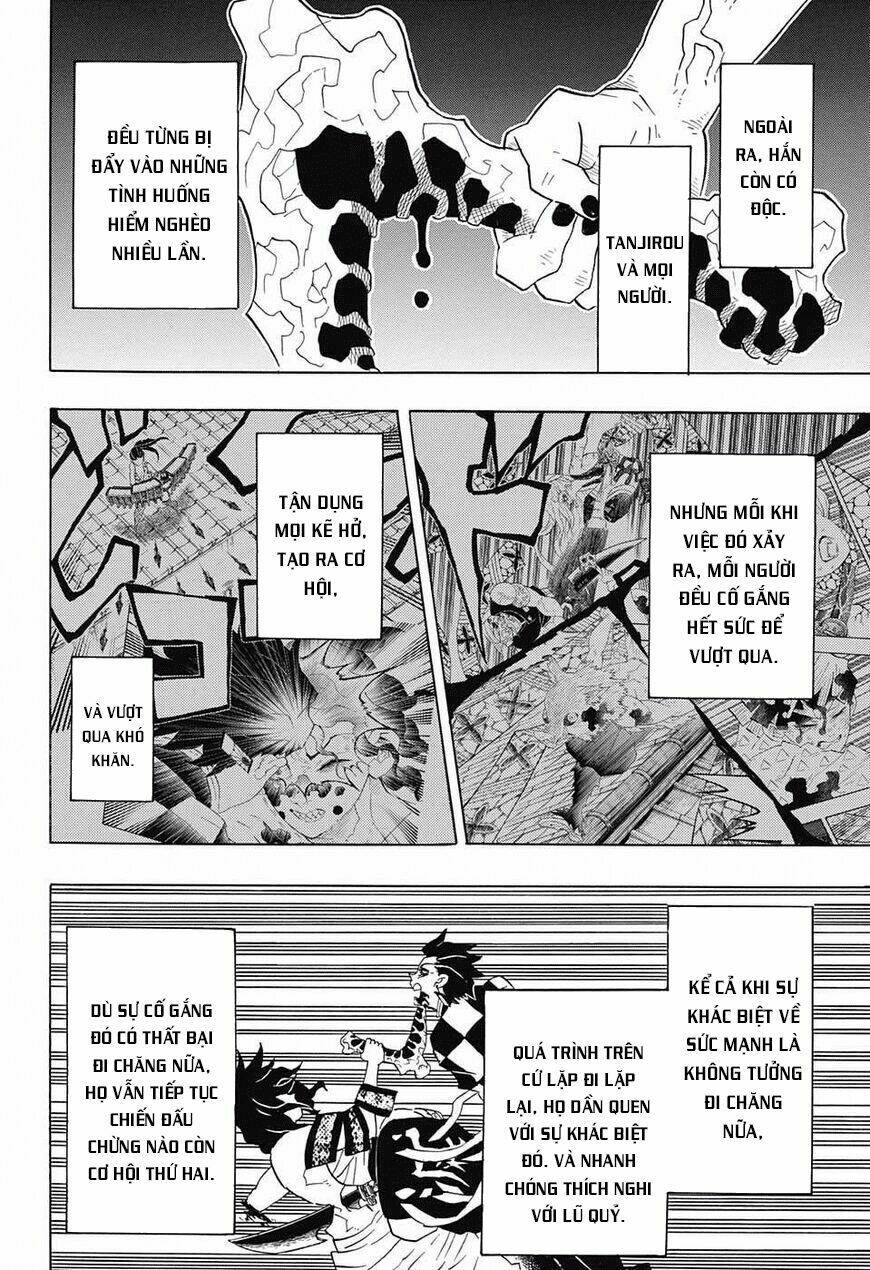 NGOÀI
RA, HẮN
CÒN CÓ
ĐỘC.
TANJIROU
VÀ MỌI
NGƯỜI.
ĐỀU TỪNG BỊ
ĐẨY VÀO NHỮNG
TÌNH HUỐNG
HIỂM NGHÈO
NHIỀU LẦN.
NHƯNG MỖI KHI
VIỆC ĐÓ XẢY
RA, MỖI NGƯỜI
ĐỀU CỐ GẮNG
HẾT SỨC ĐỂ
VƯỢT QUA.
TẬN DỤNG
MỌI KẼ HỞ,
TẠO RA CƠ
HỘI,
VÀ VƯỢT
QUA KHÓ
KHĂN.
KỂ CẢ KHI SỰ
KHÁC BIỆT VỀ
SỨC MẠNH LÀ
KHÔNG TƯỞNG
ĐI CHĂNG
NỮA,
QUÁ TRÌNH TRÊN
CỨ LẶP ĐI LẶP
LẠI, HỌ DẦN QUEN
VỚI SỰ KHÁC BIỆT
ĐÓ. VÀ NHANH
CHÓNG THÍCH NGHI
VỚI LŨ QUỶ.
DÙ SỰ CỐ GẮNG
ĐÓ CÓ THẤT BẠI
ĐI CHĂNG NỮA,
HỌ VẪN TIẾP TỤC
CHIẾN ĐẤU
CHỪNG NÀO CÒN
CƠ HỘI THỨ HAI.